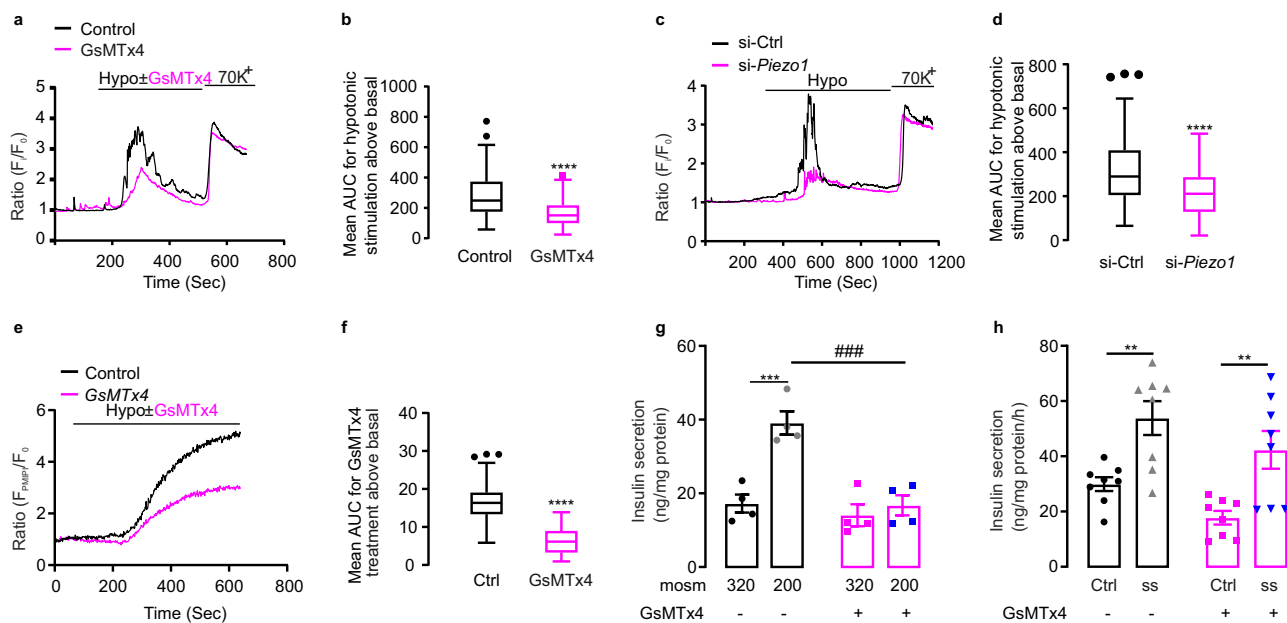 a
Control
GsMTx4
Hypo±GsMTx4
70K+
Ratio (Fi/F0)
5
4
3
2
1
0
200
400
600
800
Time (Sec)
b
Mean AUC for hypotonic
stimulation above basal
1000
800
600
400
200
0
****
Control
GsMTx4
c
si-Ctrl
si-Piezo1
Hypo
70K+
Ratio (Fi/F0)
4
3
2
1
0
200
400
600
800
1000
1200
Time (Sec)
d
Mean AUC for hypotonic
stimulation above basal
800
600
400
200
0
****
si-Ctrl
si-Piezo1
e
Control
GsMTx4
Hypo±GsMTx4
Ratio (FPMIPI/F0)
6
4
2
0
0
200
400
600
800
Time (Sec)
f
Mean AUC for GsMTx4
treatment above basal
40
30
20
10
0
****
Ctrl
GsMTx4
g
Insulin secretion
(ng/mg protein)
60
40
20
0
***
###
mosm 320 200 320 200
GsMTx4 - - + +
h
Insulin secretion
(ng/mg protein/h)
80
60
40
20
0
**
**
Ctrl ss Ctrl ss
GsMTx4 - - + +